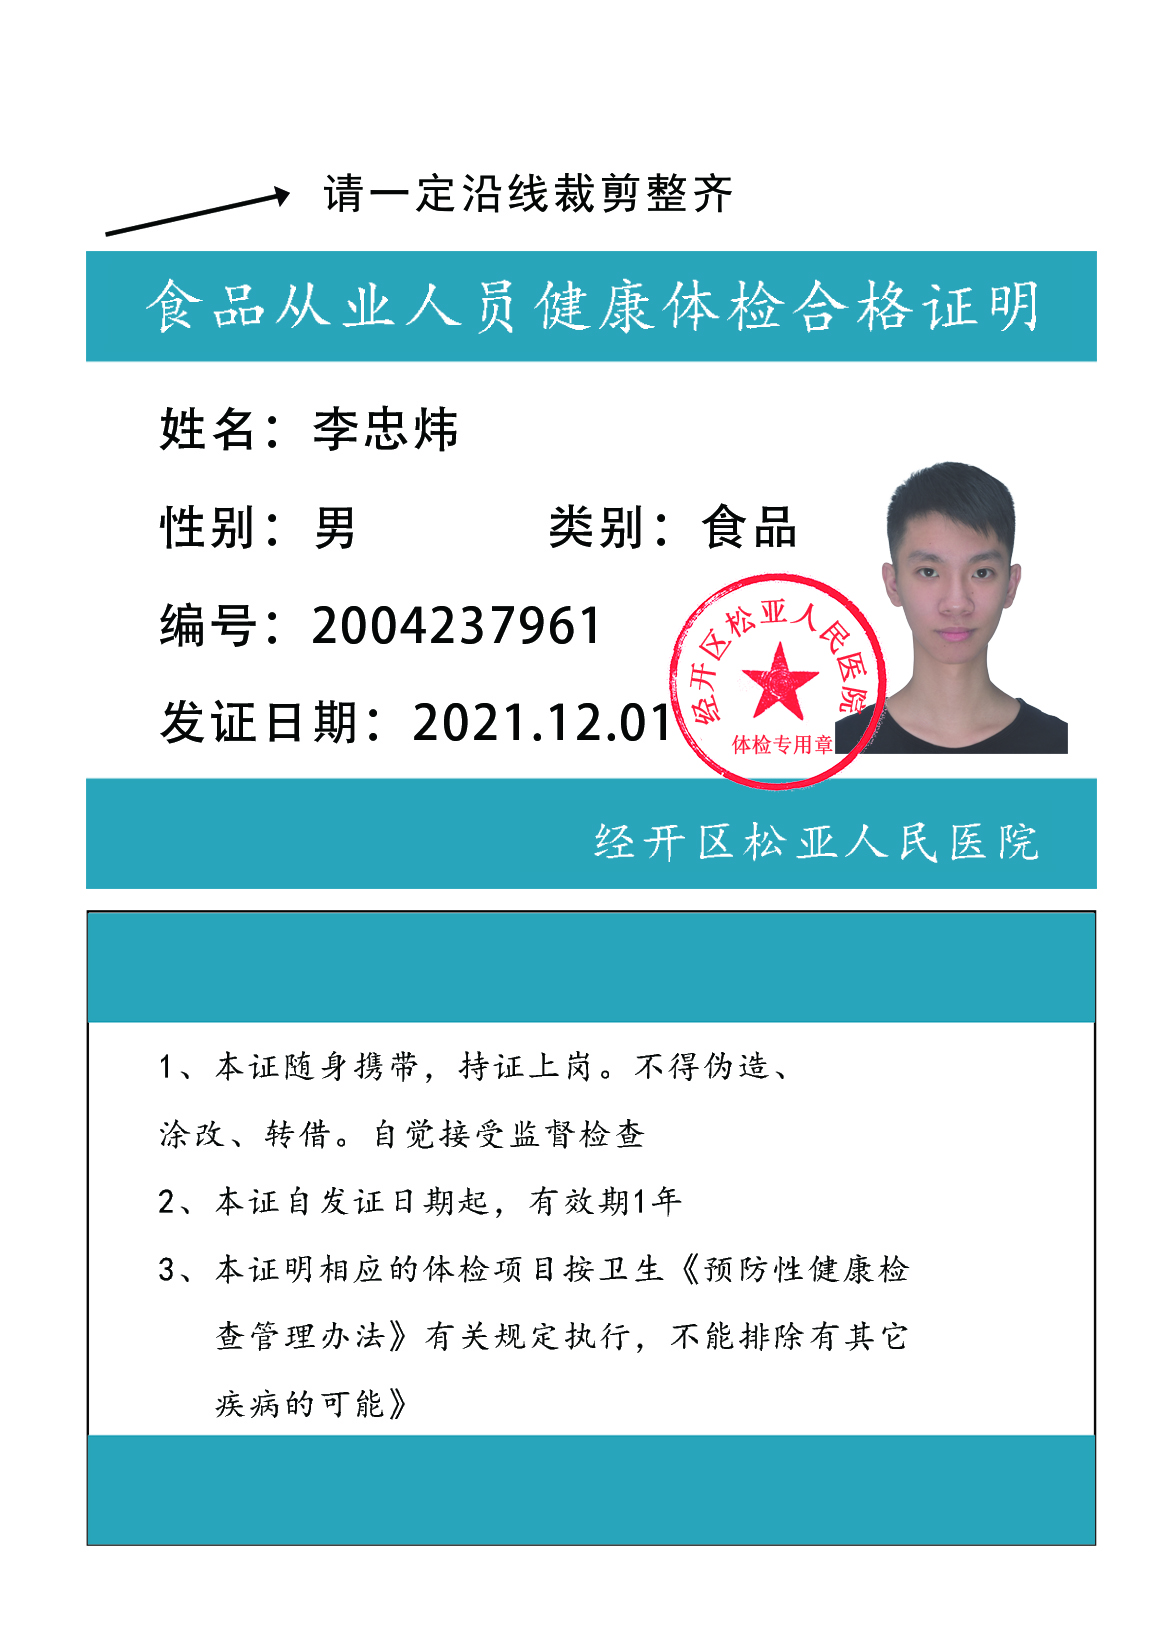 请一定沿线裁剪整齐
食品从业人员健康体检合格证明
姓名：李忠炜
性别：男 类别：食品
编号：2004237961
发证日期：2021.12.01
经开区松亚人民医院
体检专用章
经开区松亚人民医院
1、本证随身携带，持证上岗。不得伪造、
涂改、转借。自觉接受监督检查
2、本证自发证日期起，有效期1年
3、本证明相应的体检项目按卫生《预防性健康检
查管理办法》有关规定执行，不能排除有其它
疾病的可能》